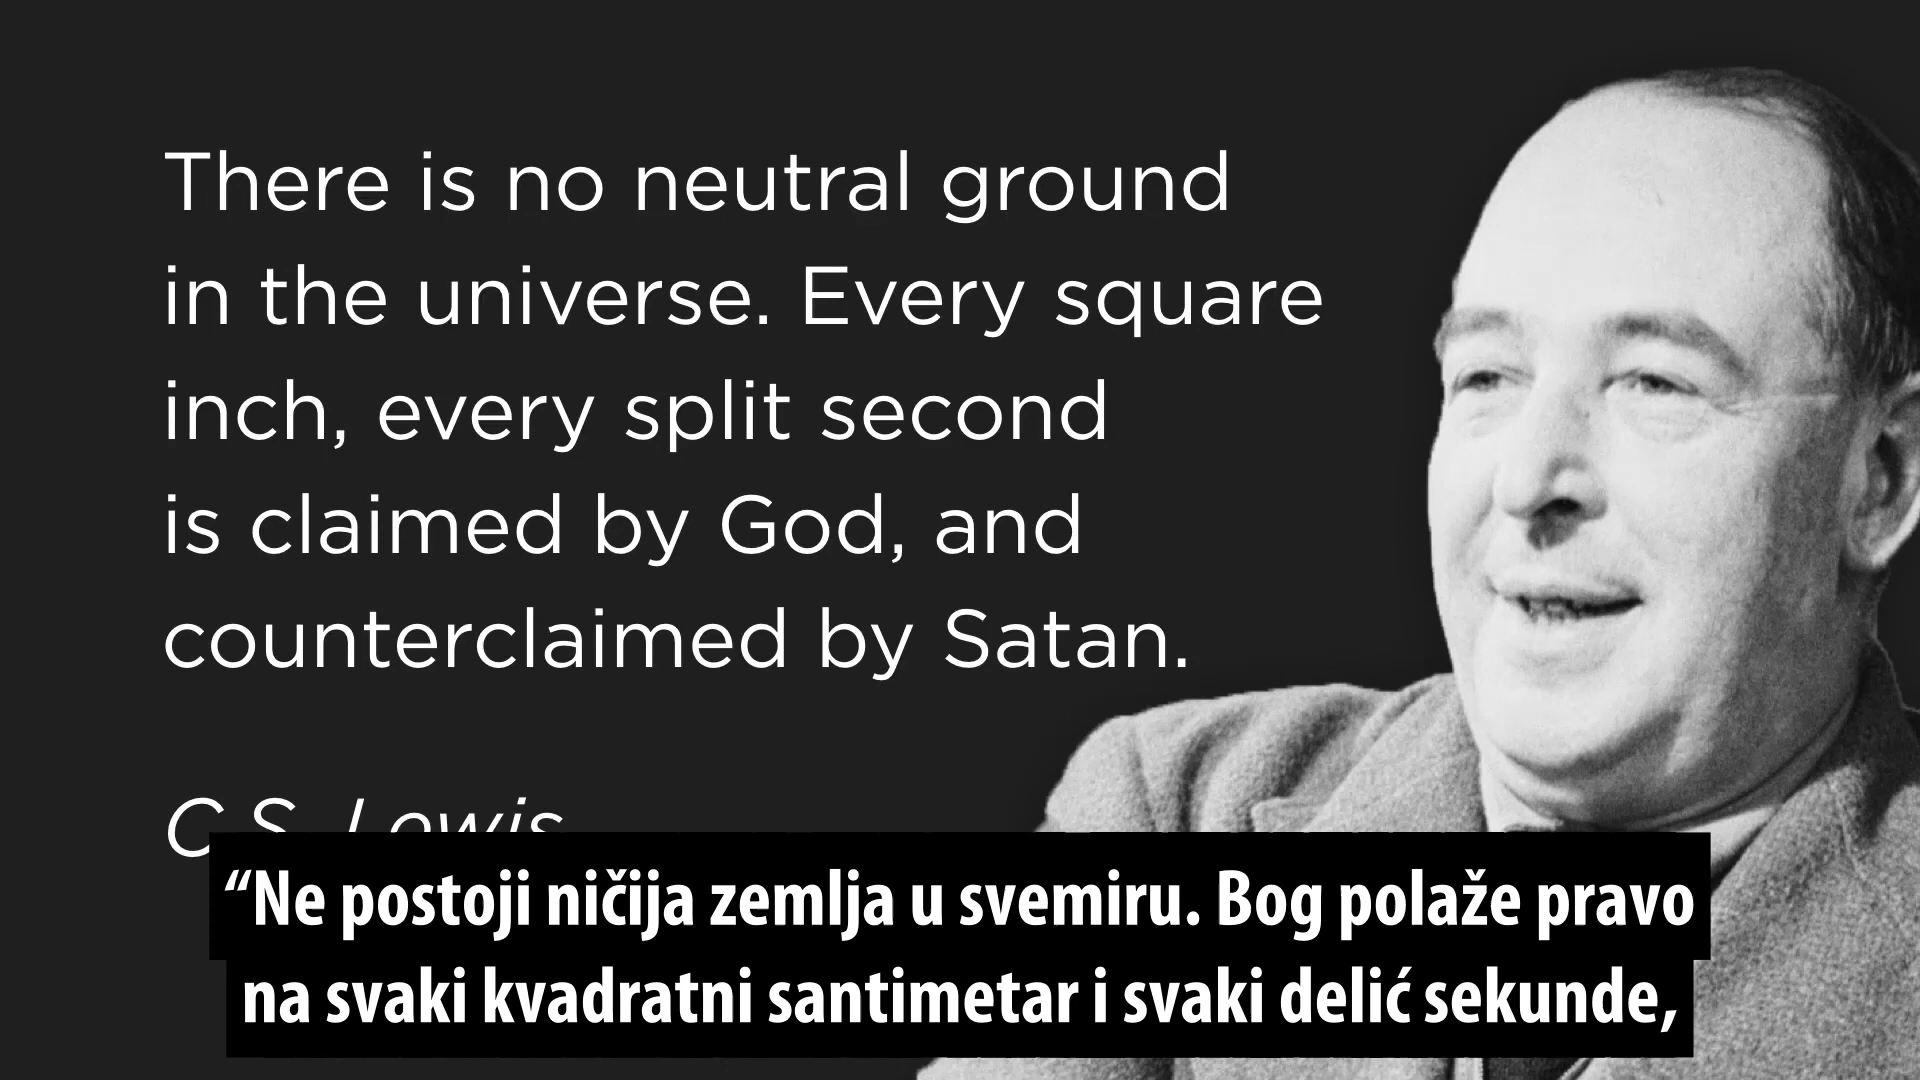 There is no neutral ground
in the universe. Every square
inch, every split second
is claimed by God, and
counterclaimed by Satan.
C.S. Lewis
“Ne postoji ničija zemlja u svemiru. Bog polaže pravo
na svaki kvadratni santimetar i svaki delić sekunde,